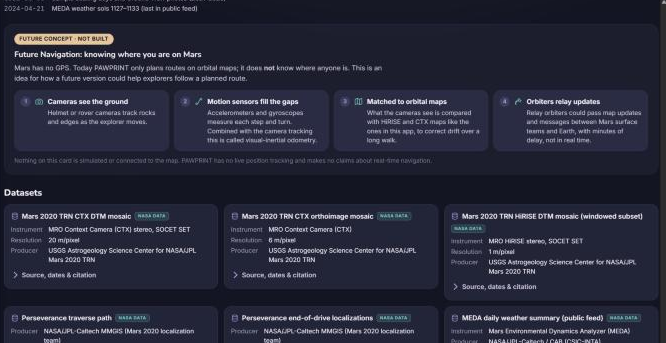 2024-04-21 MEDA weather sols 1127–1133 (last in public feed)
FUTURE CONCEPT · NOT BUILT
Future Navigation: knowing where you are on Mars
Mars has no GPS. Today PAWPRINT only plans routes on orbital maps; it does not know where anyone is. This is an
idea for how a future version could help explorers follow a planned route.
1 Cameras see the ground
Helmet or rover cameras track rocks
and edges as the explorer moves.
2 Motion sensors fill the gaps
Accelerometers and gyroscopes
measure each step and turn.
Combined with the camera tracking
this is called visual-inertial odometry.
3 Matched to orbital maps
What the cameras see is compared
with HiRISE and CTX maps like the
ones in this app, to correct drift over a
long walk.
4 Orbiters relay updates
Relay orbiters could pass map updates
and messages between Mars surface
teams and Earth, with minutes of
delay, not in real time.
Nothing on this card is simulated or connected to the map. PAWPRINT has no live position tracking and makes no claims about real-time navigation.
Datasets
Mars 2020 TRN CTX DTM mosaic NASA DATA
Instrument MRO Context Camera (CTX) stereo, SOCET SET
Resolution 20 m/pixel
Producer USGS Astrogeology Science Center for NASA/JPL
Mars 2020 TRN
Source, dates & citation
Mars 2020 TRN CTX orthoimage mosaic NASA DATA
Instrument MRO Context Camera (CTX)
Resolution 6 m/pixel
Producer USGS Astrogeology Science Center for NASA/JPL
Mars 2020 TRN
Source, dates & citation
Mars 2020 TRN HiRISE DTM mosaic (windowed subset)
NASA DATA
Instrument MRO HiRISE stereo, SOCET SET
Resolution 1 m/pixel
Producer USGS Astrogeology Science Center for NASA/JPL
Mars 2020 TRN
Source, dates & citation
Perseverance traverse path NASA DATA
Producer NASA/JPL-Caltech MMGIS (Mars 2020 localization
team)
Perseverance end-of-drive localizations NASA DATA
Producer NASA/JPL-Caltech MMGIS (Mars 2020 localization
team)
MEDA daily weather summary (public feed) NASA DATA
Instrument Mars Environmental Dynamics Analyzer (MEDA)
Producer NASA/JPL-Caltech / CAB (CSIC-INTA)